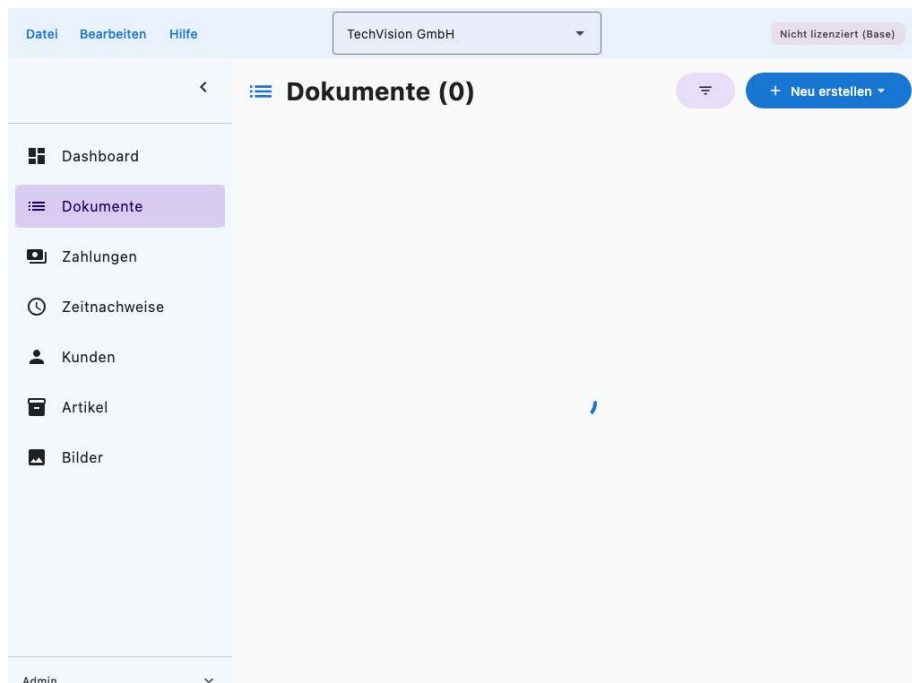 Datei Bearbeiten Hilfe TechVision GmbH Nicht lizenziert (Base)
Dokumente (0) + Neu erstellen
Dashboard
Dokumente
Zahlungen
Zeitnachweise
Kunden
Artikel
Bilder
Admin